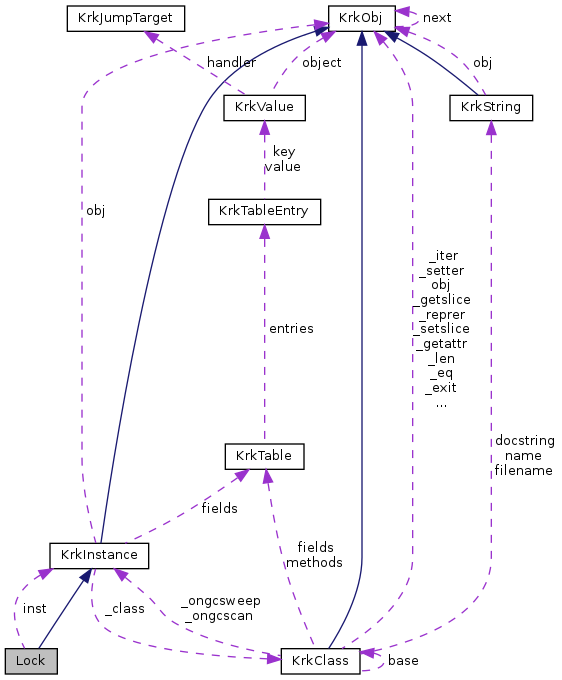 KrkJumpTarget
KrkObj
next
handler
object
obj
KrkValue
KrkString
key
value
KrkTableEntry
obj
_iter
_setter
obj
_getslice
_reprer
_setslice
_getattr
_len
_eq
_exit
...
entries
KrkTable
docstring
name
filename
fields
KrkInstance
fields
methods
inst
_class
_ongcsweep
_ongcscan
Lock
KrkClass
base